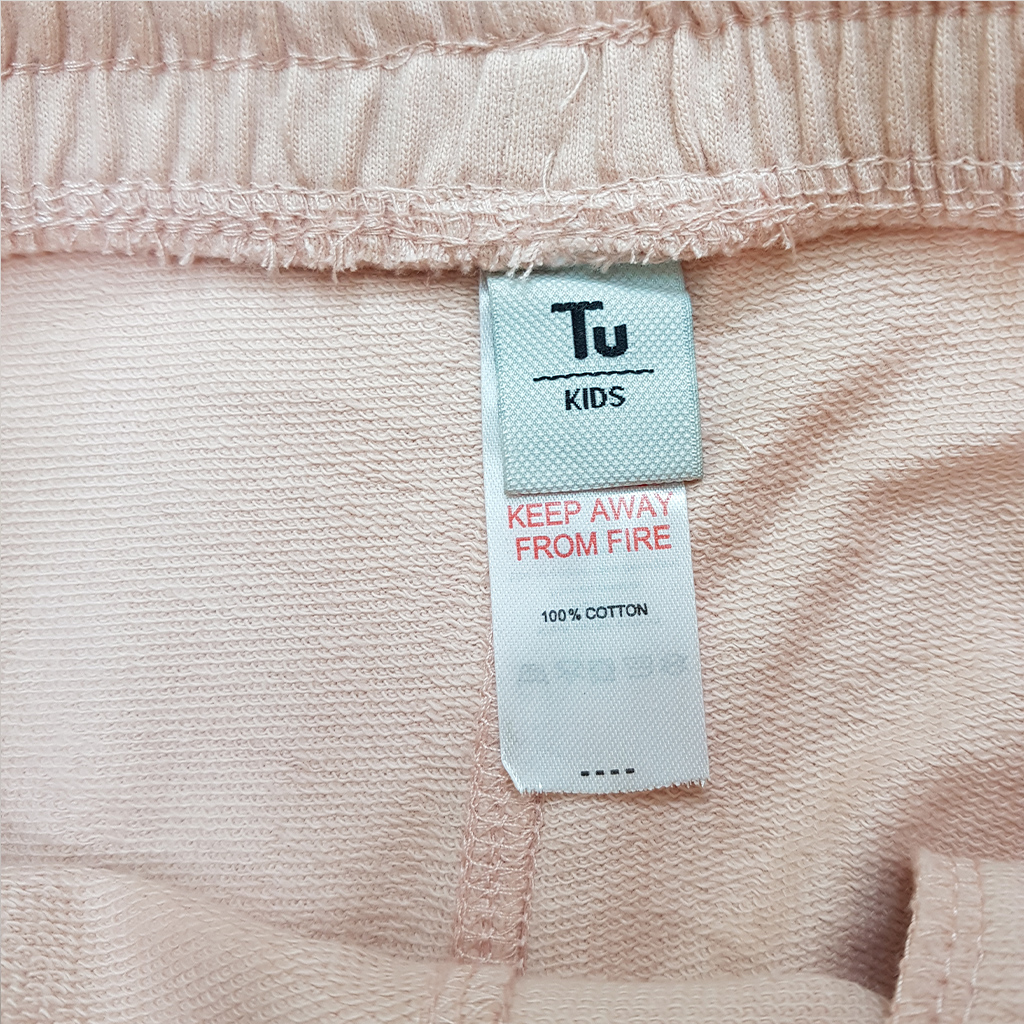 Tu
KIDS
KEEP AWAY
FROM FIRE
100% COTTON